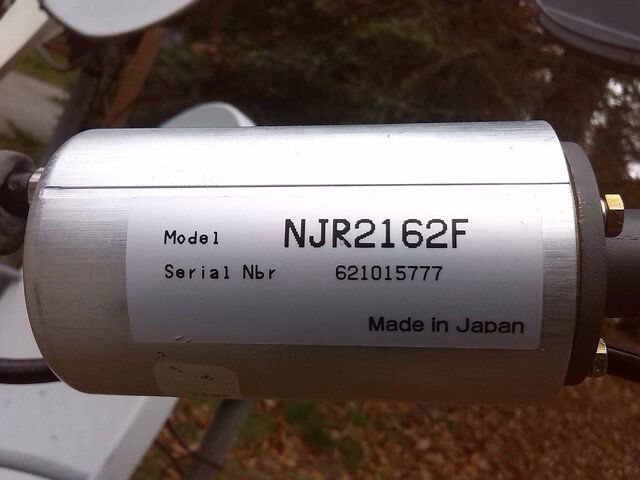 Model NJR2162F
Serial Nbr 621015777
Made in Japan